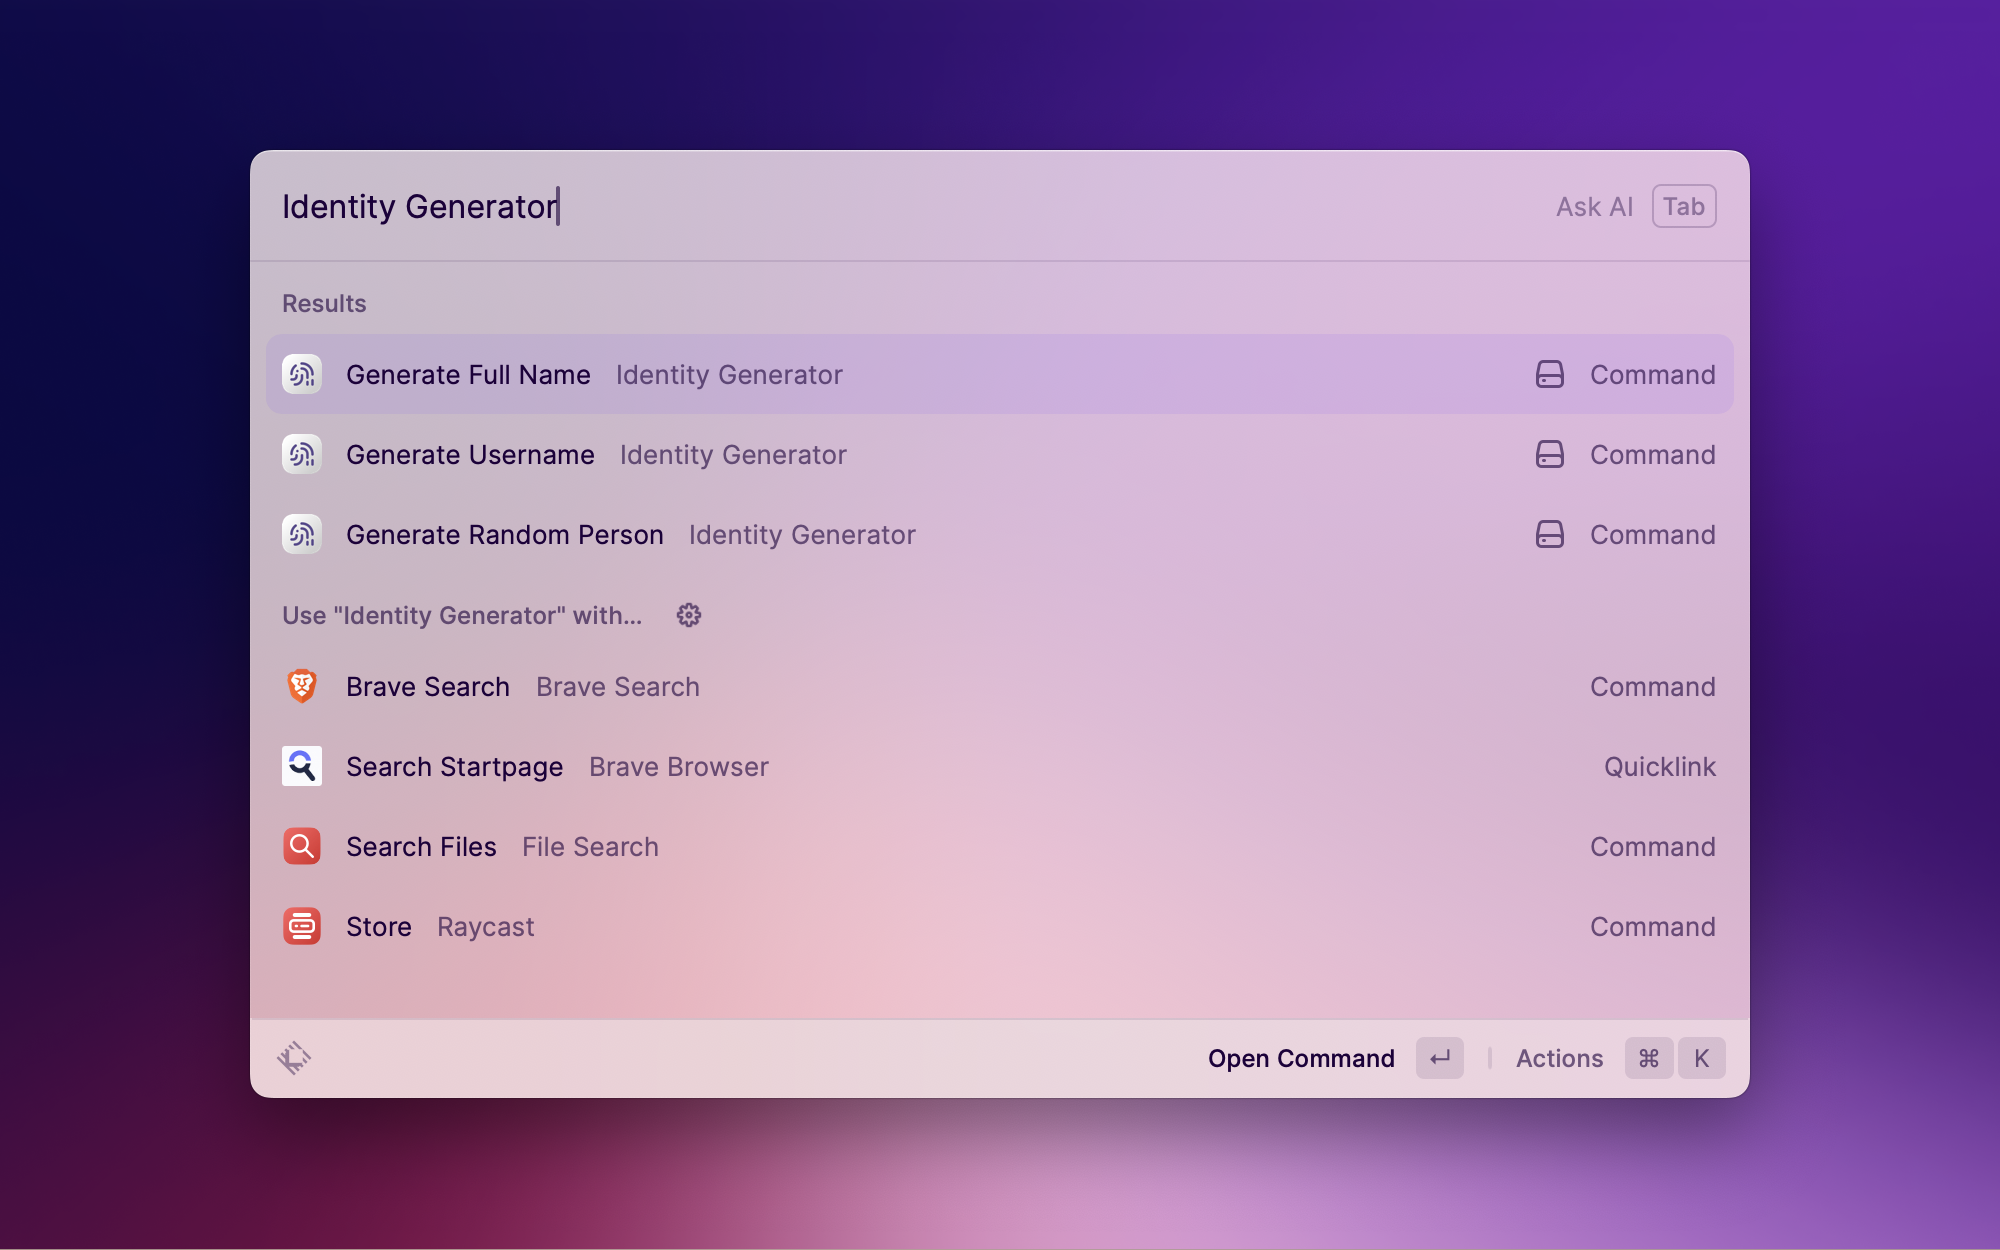 Identity Generator Ask AI Tab
Results
Generate Full Name Identity Generator Command
Generate Username Identity Generator Command
Generate Random Person Identity Generator Command
Use "Identity Generator" with...
Brave Search Brave Search Command
Search Startpage Brave Browser Quicklink
Search Files File Search Command
Store Raycast Command
Open Command ↵ Actions ⌘ K